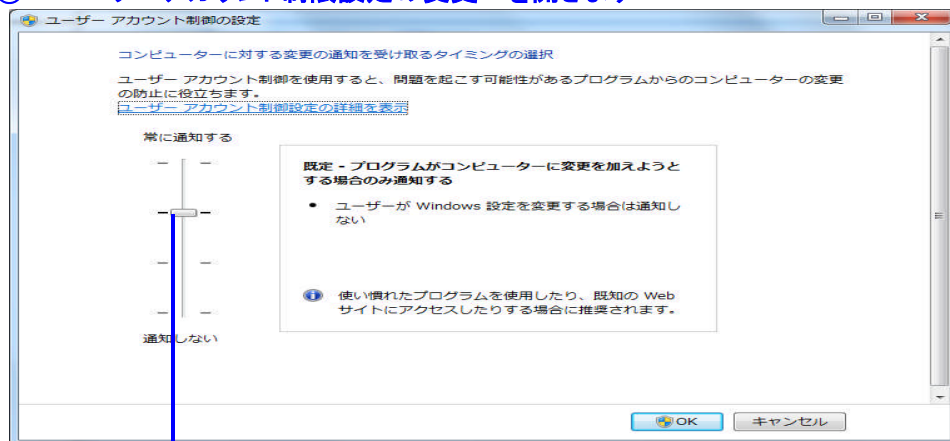 ユーザー アカウント制御の設定
コンピューターに対する変更の通知を受け取るタイミングの選択
ユーザー アカウント制御を使用すると、問題を起こす可能性があるプログラムからのコンピューターの変更
の防止に役立ちます。
ユーザー アカウント制御設定の詳細を表示
常に通知する
既定 - プログラムがコンピューターに変更を加えようと
する場合のみ通知する
• ユーザーが Windows 設定を変更する場合は通知し
ない
使い慣れたプログラムを使用したり、既知の Web
サイトにアクセスしたりする場合に推奨されます。
通知しない
OK キャンセル